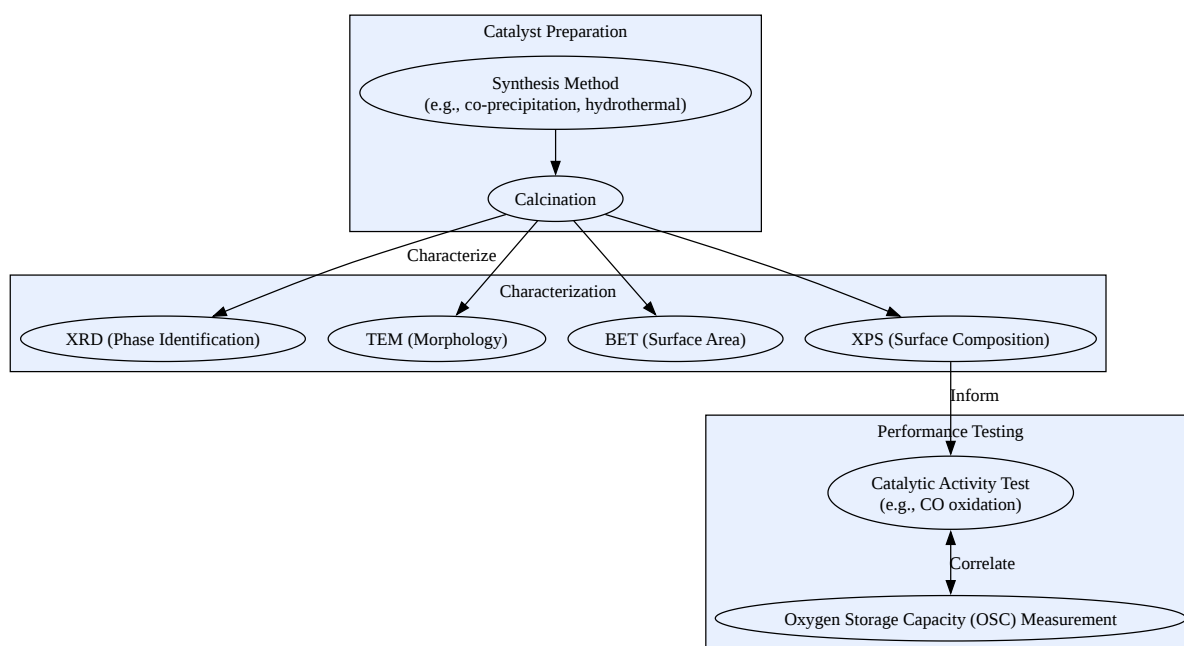 Catalyst Preparation
Synthesis Method
(e.g., co-precipitation, hydrothermal)
Calcination
Characterize
Characterization
XRD (Phase Identification)
TEM (Morphology)
BET (Surface Area)
XPS (Surface Composition)
Inform
Performance Testing
Catalytic Activity Test
(e.g., CO oxidation)
Correlate
Oxygen Storage Capacity (OSC) Measurement